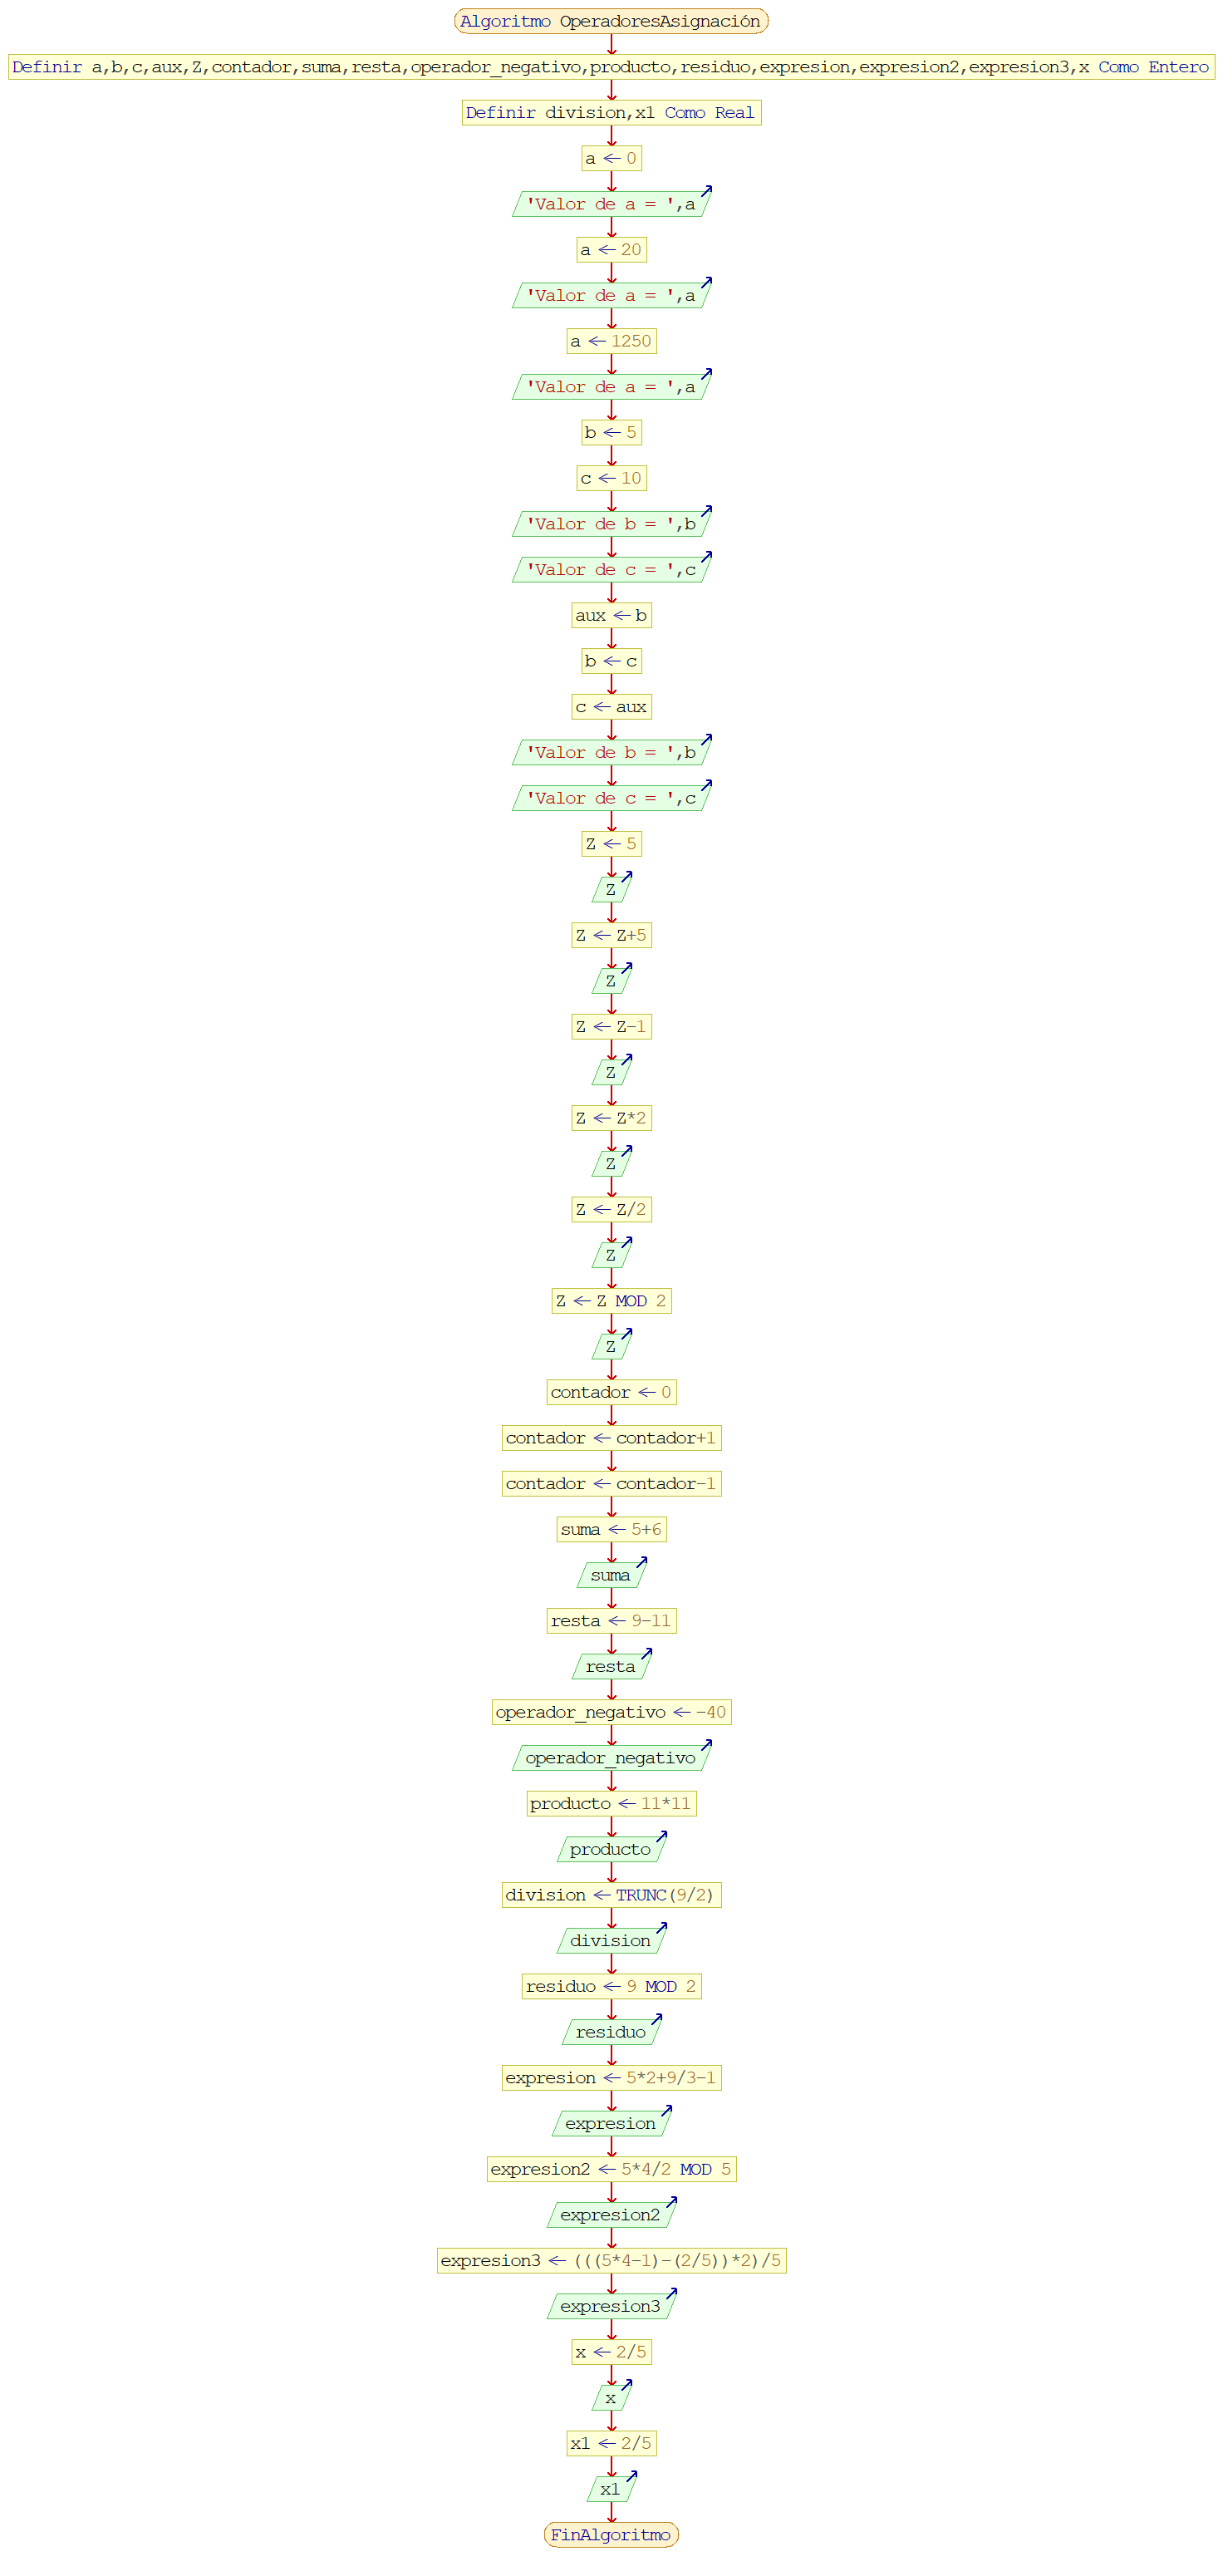 Algoritmo OperadoresAsignación
Definir a,b,c,aux,Z,contador,suma,resta,operador_negativo,producto,residuo,expresion,expresion2,expresion3,x Como Entero
Definir division,x1 Como Real
a ← 0
'Valor de a = ',a
a ← 20
'Valor de a = ',a
a ← 1250
'Valor de a = ',a
b ← 5
c ← 10
'Valor de b = ',b
'Valor de c = ',c
aux ← b
b ← c
c ← aux
'Valor de b = ',b
'Valor de c = ',c
Z ← 5
Z
Z ← Z+5
Z
Z ← Z-1
Z
Z ← Z*2
Z
Z ← Z/2
Z
Z ← Z MOD 2
Z
contador ← 0
contador ← contador+1
contador ← contador-1
suma ← 5+6
suma
resta ← 9-11
resta
operador_negativo ← -40
operador_negativo
producto ← 11*11
producto
division ← TRUNC(9/2)
division
residuo ← 9 MOD 2
residuo
expresion ← 5*2+9/3-1
expresion
expresion2 ← 5*4/2 MOD 5
expresion2
expresion3 ← (((5*4-1)-(2/5))*2)/5
expresion3
x ← 2/5
x
x1 ← 2/5
x1
FinAlgoritmo